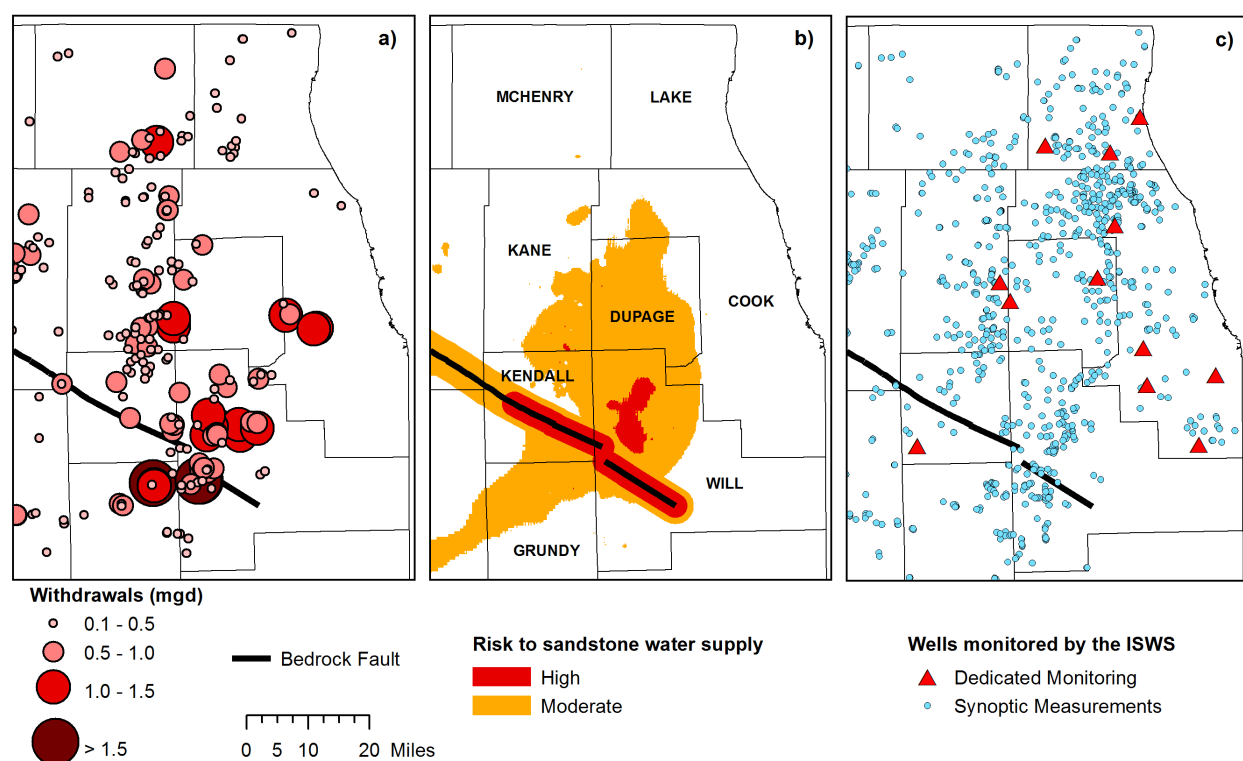 a)
b)
c)
MCHENRY
LAKE
KANE
DUPAGE
COOK
KENDALL
WILL
GRUNDY
Withdrawals (mgd)
0.1 - 0.5
0.5 - 1.0
1.0 - 1.5
> 1.5
Bedrock Fault
0 5 10 20 Miles
Risk to sandstone water supply
High
Moderate
Wells monitored by the ISWS
Dedicated Monitoring
Synoptic Measurements